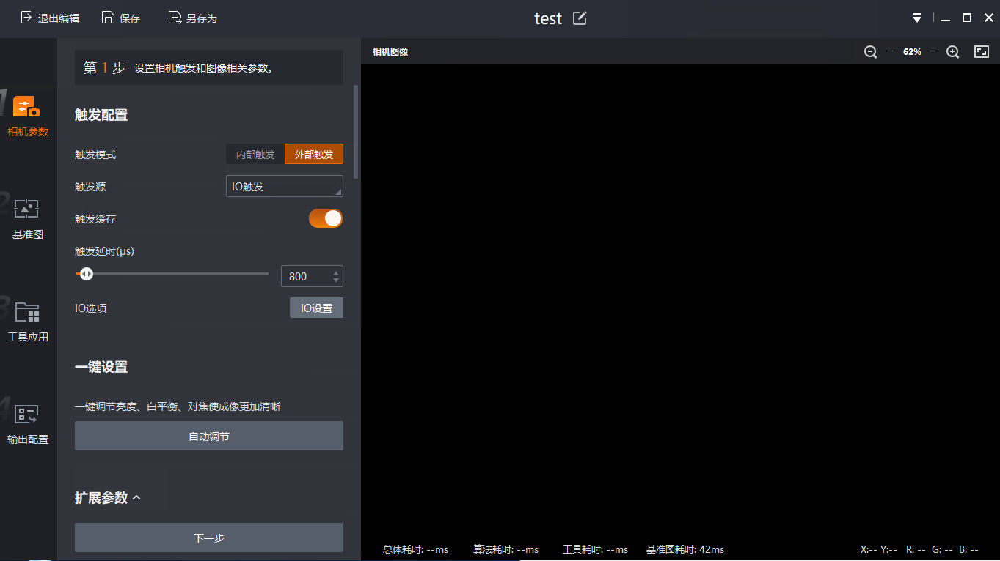 退出编辑 保存 另存为 test
相机图像 62%
第 1 步 设置相机触发和图像相关参数。
1
相机参数
2
基准图
3
工具应用
4
输出配置
触发配置
触发模式 内部触发 外部触发
触发源 IO触发
触发缓存
触发延时(μs)
800
IO选项 IO设置
一键设置
一键调节亮度、白平衡、对焦使成像更加清晰
自动调节
扩展参数
下一步
总体耗时: --ms 算法耗时: --ms 工具耗时: --ms 基准图耗时: 42ms X:-- Y:-- R: -- G: -- B: --